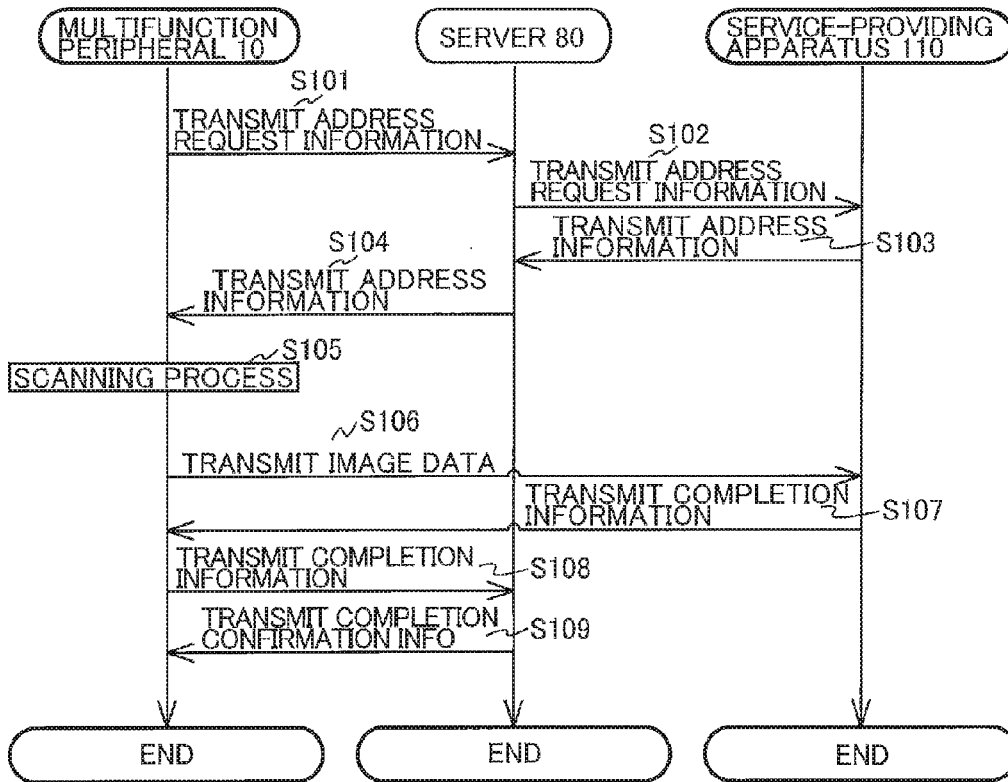 MULTIFUNCTION
PERIPHERAL 10
SERVER 80
SERVICE-PROVIDING
APPARATUS 110
S101
TRANSMIT ADDRESS
REQUEST INFORMATION
S102
TRANSMIT ADDRESS
REQUEST INFORMATION
TRANSMIT ADDRESS
INFORMATION
S103
S104
TRANSMIT ADDRESS
INFORMATION
S105
SCANNING PROCESS
S106
TRANSMIT IMAGE DATA
TRANSMIT COMPLETION
INFORMATION
S107
TRANSMIT COMPLETION
INFORMATION
S108
TRANSMIT COMPLETION
CONFIRMATION INFO
S109
END
END
END